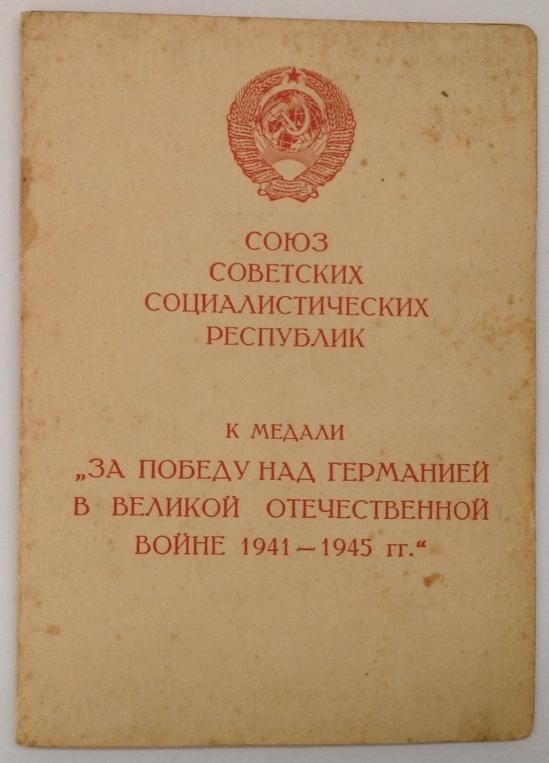 СОЮЗ
СОВЕТСКИХ
СОЦИАЛИСТИЧЕСКИХ
РЕСПУБЛИК
К МЕДАЛИ
„ЗА ПОБЕДУ НАД ГЕРМАНИЕЙ
В ВЕЛИКОЙ ОТЕЧЕСТВЕННОЙ
ВОЙНЕ 1941—1945 гг.“